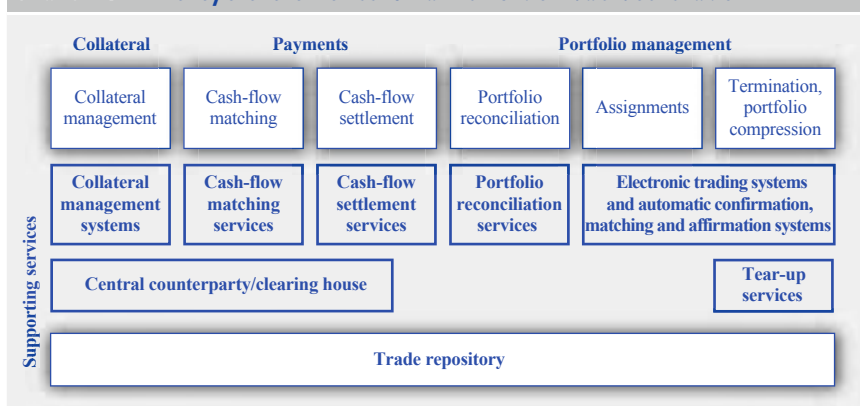 Collateral Payments Portfolio management
Collateral
management
Cash-flow
matching
Cash-flow
settlement
Portfolio
reconciliation
Assignments
Termination,
portfolio
compression
Collateral
management
systems
Cash-flow
matching
services
Cash-flow
settlement
services
Portfolio
reconciliation
services
Electronic trading systems
and automatic confirmation,
matching and affirmation systems
Supporting services
Central counterparty/clearing house
Tear-up
services
Trade repository